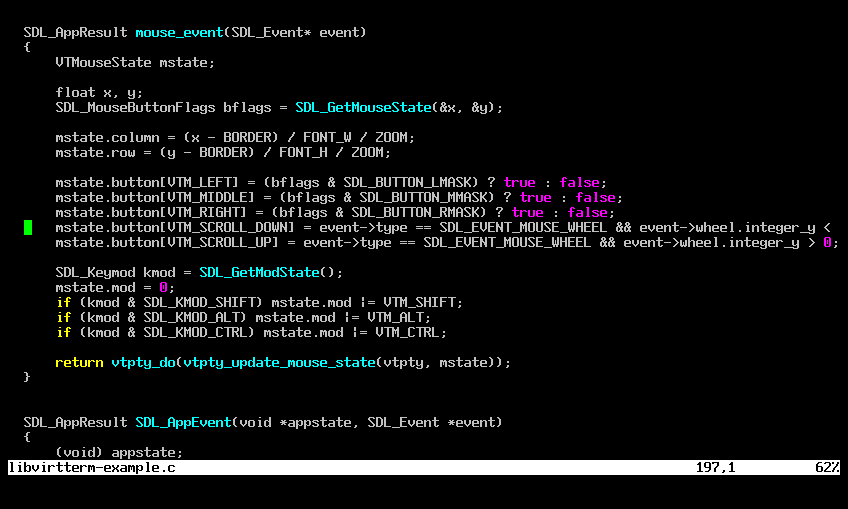 SDL_AppResult mouse_event(SDL_Event* event)
{
    VTMouseState mstate;

    float x, y;
    SDL_MouseButtonFlags bflags = SDL_GetMouseState(&x, &y);

    mstate.column = (x - BORDER) / FONT_W / ZOOM;
    mstate.row = (y - BORDER) / FONT_H / ZOOM;

    mstate.button[VTM_LEFT] = (bflags & SDL_BUTTON_LMASK) ? true : false;
    mstate.button[VTM_MIDDLE] = (bflags & SDL_BUTTON_MMASK) ? true : false;
    mstate.button[VTM_RIGHT] = (bflags & SDL_BUTTON_RMASK) ? true : false;
    mstate.button[VTM_SCROLL_DOWN] = event->type == SDL_EVENT_MOUSE_WHEEL && event->wheel.integer_y <
    mstate.button[VTM_SCROLL_UP] = event->type == SDL_EVENT_MOUSE_WHEEL && event->wheel.integer_y > 0;

    SDL_Keymod kmod = SDL_GetModState();
    mstate.mod = 0;
    if (kmod & SDL_KMOD_SHIFT) mstate.mod |= VTM_SHIFT;
    if (kmod & SDL_KMOD_ALT) mstate.mod |= VTM_ALT;
    if (kmod & SDL_KMOD_CTRL) mstate.mod |= VTM_CTRL;

    return vtpty_do(vtpty_update_mouse_state(vtpty, mstate));
}

SDL_AppResult SDL_AppEvent(void *appstate, SDL_Event *event)
{
    (void) appstate;
libvirtterm-example.c 197,1 62%